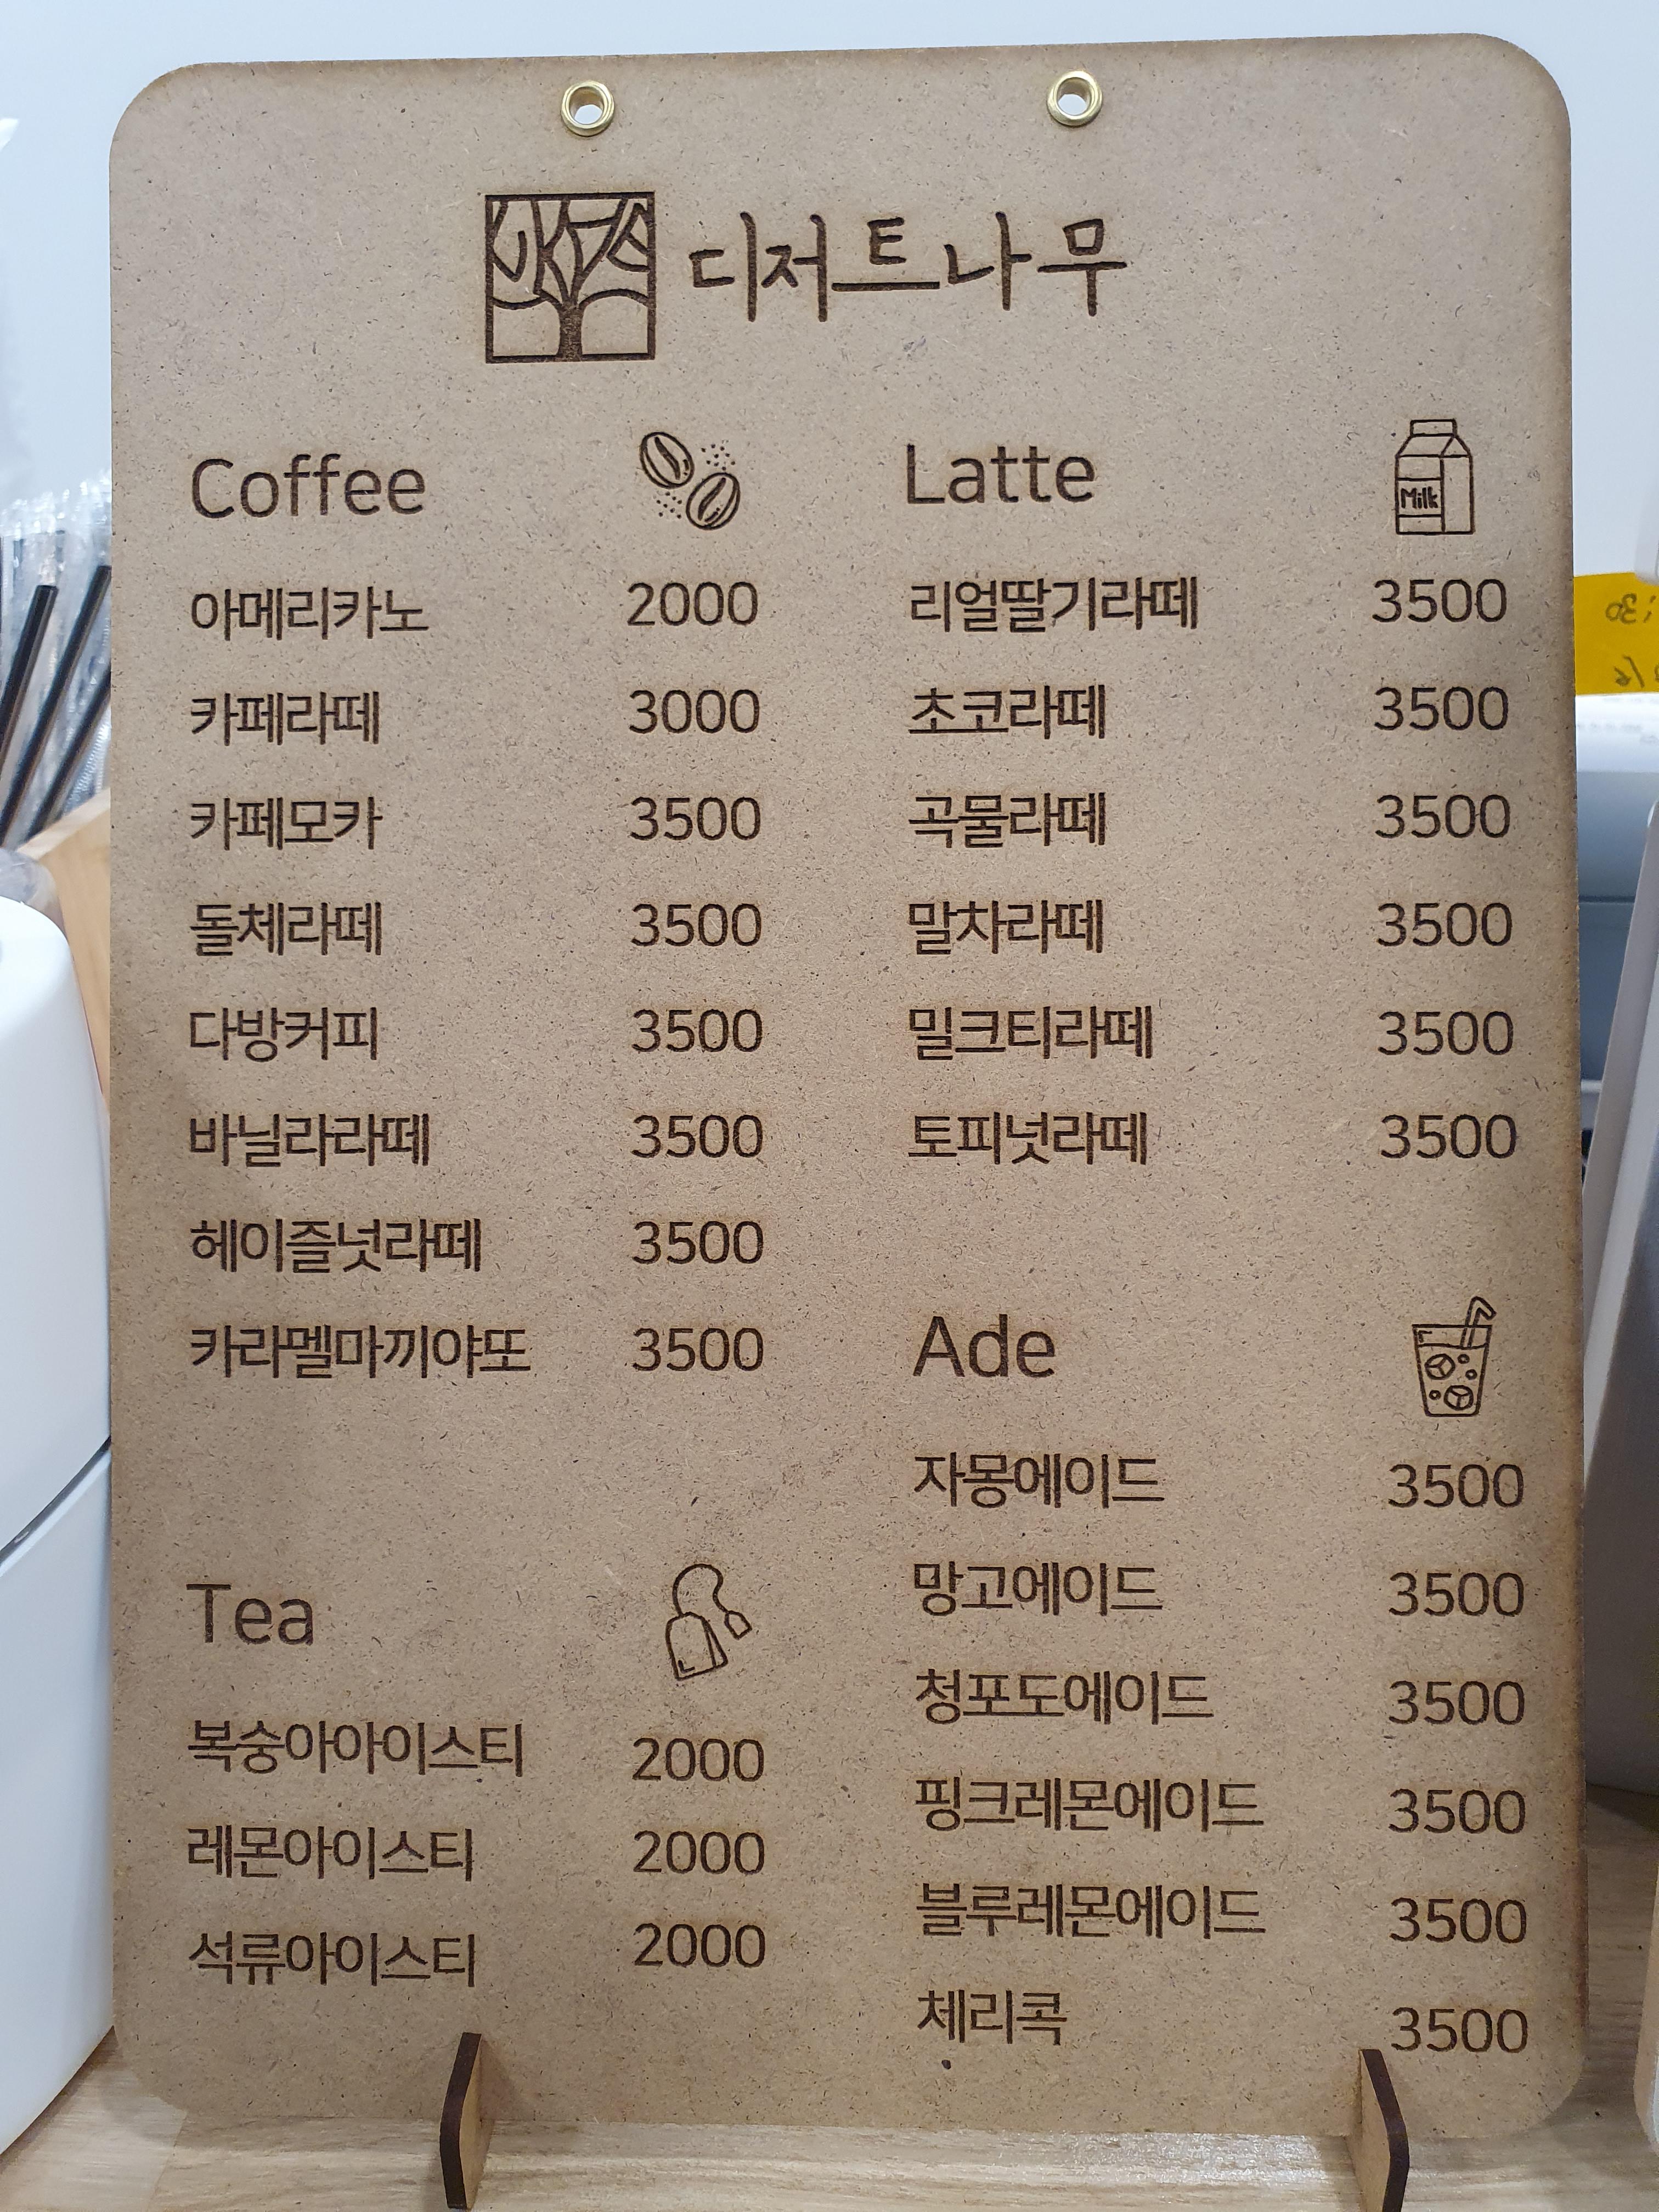 디저트나무
Coffee
아메리카노 2000
카페라떼 3000
카페모카 3500
돌체라떼 3500
다방커피 3500
바닐라라떼 3500
헤이즐넛라떼 3500
카라멜마끼야또 3500
Tea
복숭아아이스티 2000
레몬아이스티 2000
석류아이스티 2000
Latte
Milk
리얼딸기라떼 3500
초코라떼 3500
곡물라떼 3500
말차라떼 3500
밀크티라떼 3500
토피넛라떼 3500
Ade
자몽에이드 3500
망고에이드 3500
청포도에이드 3500
핑크레몬에이드 3500
블루레몬에이드 3500
체리콕 3500